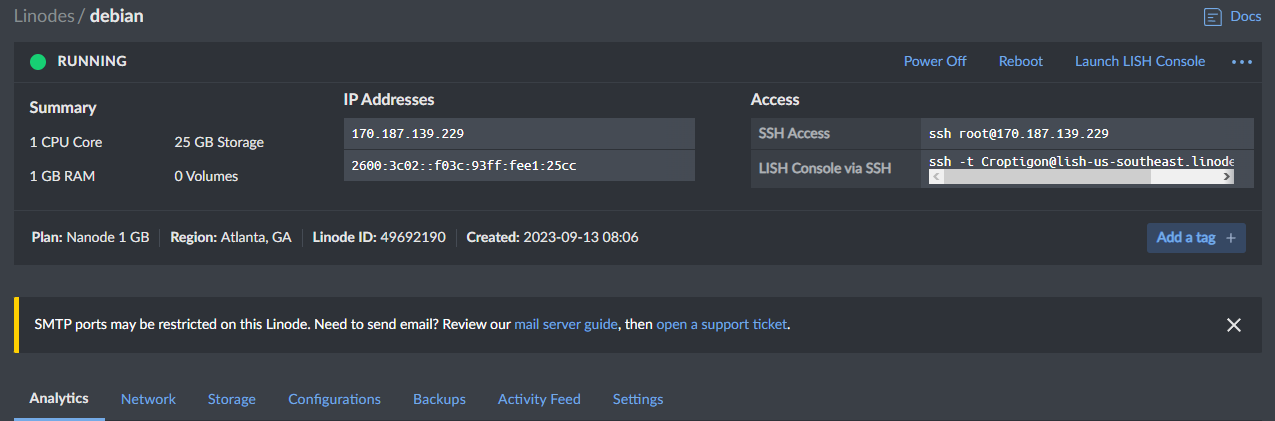 Linodes / debian
Docs
RUNNING
Power Off Reboot Launch LISH Console
Summary
1 CPU Core 25 GB Storage
1 GB RAM 0 Volumes
IP Addresses
170.187.139.229
2600:3c02::f03c:93ff:fee1:25cc
Access
SSH Access ssh root@170.187.139.229
LISH Console via SSH ssh -t Croptigon@lish-us-southeast.linode
Plan: Nanode 1 GB Region: Atlanta, GA Linode ID: 49692190 Created: 2023-09-13 08:06
Add a tag +
SMTP ports may be restricted on this Linode. Need to send email? Review our mail server guide, then open a support ticket.
Analytics Network Storage Configurations Backups Activity Feed Settings